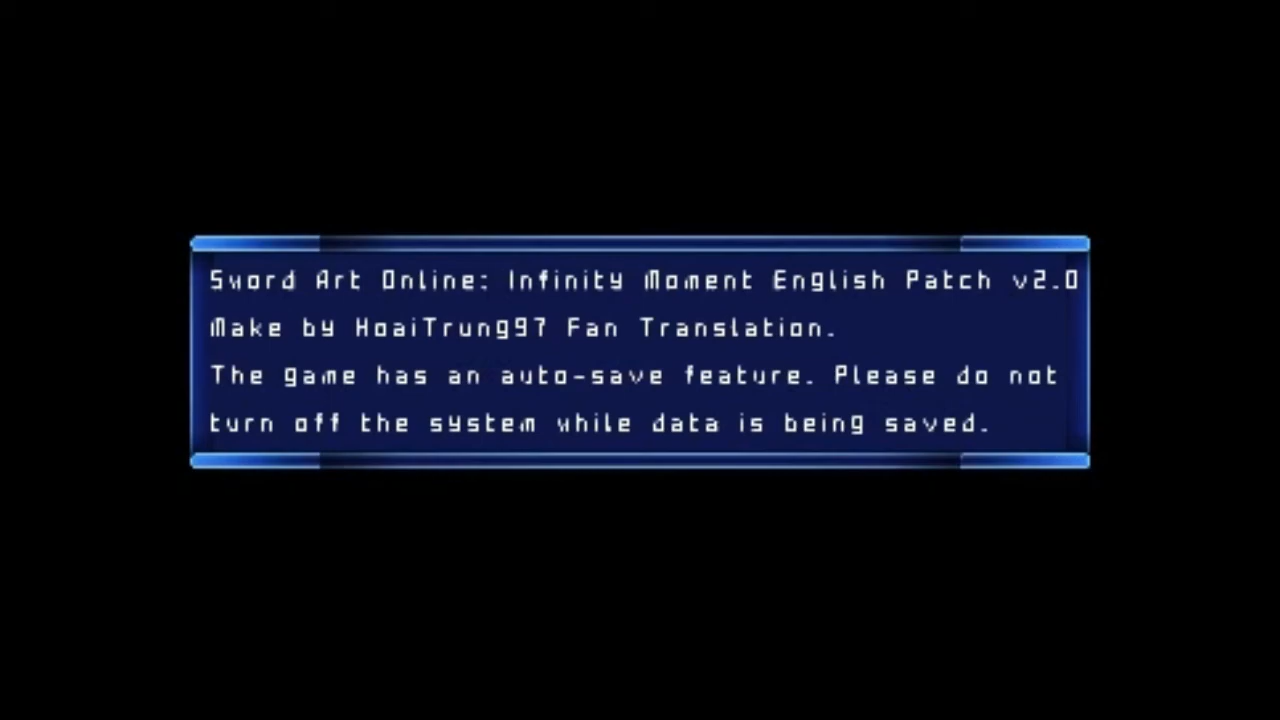 Sword Art Online: Infinity Moment English Patch v2.0
Make by HoaiTrung97 Fan Translation.
The game has an auto-save feature. Please do not
turn off the system while data is being saved.